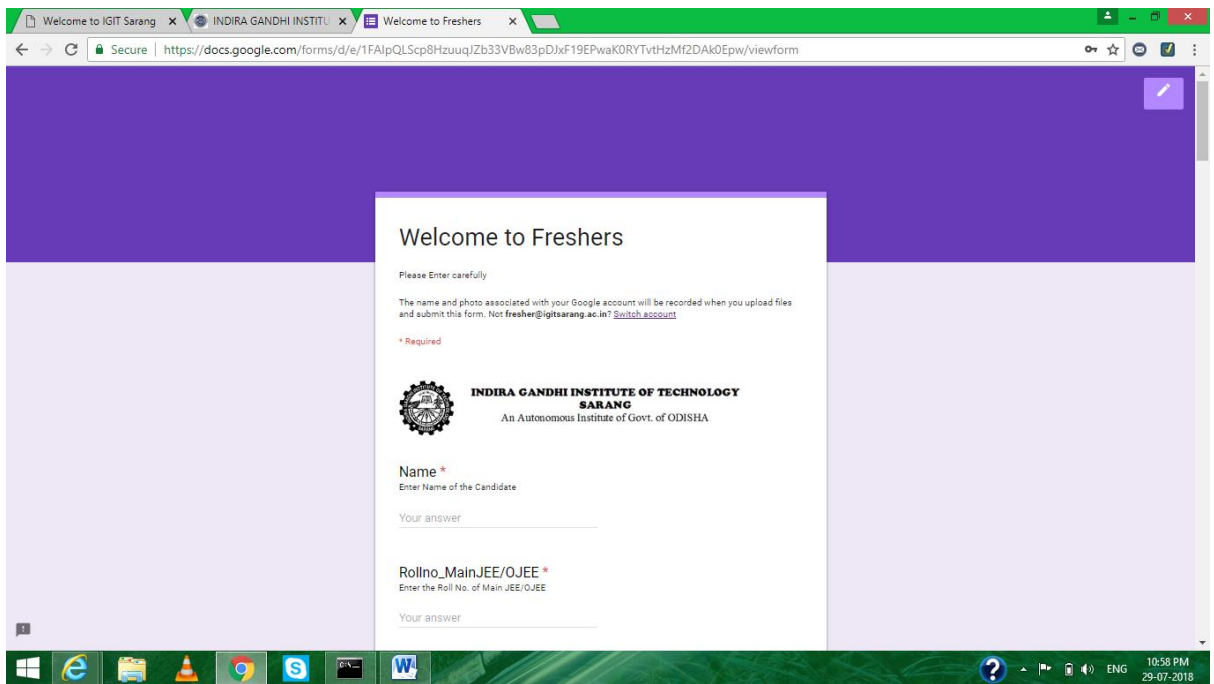 Welcome to IGIT Sarang
INDIRA GANDHI INSTITU
Welcome to Freshers
Secure
https://docs.google.com/forms/d/e/1FAIpQLScp8HzuuqJZb33VBw83pDJxF19EPwaK0RYTvtHzMf2DAk0Epw/viewform
Welcome to Freshers
Please Enter carefully
The name and photo associated with your Google account will be recorded when you upload files
and submit this form. Not fresher@igitsarang.ac.in? Switch account
* Required
INDIRA GANDHI INSTITUTE OF TECHNOLOGY
SARANG
An Autonomous Institute of Govt. of ODISHA
Name *
Enter Name of the Candidate
Your answer
Rollno_MainJEE/OJEE *
Enter the Roll No. of Main JEE/OJEE
Your answer
ENG
10:58 PM
29-07-2018